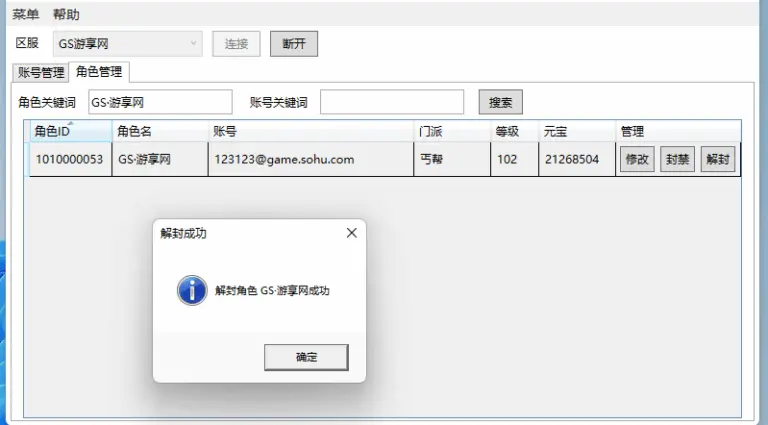 菜单 帮助
区服 GS游享网 连接 断开
账号管理 角色管理
角色关键词 GS·游享网 账号关键词 搜索
角色ID 角色名 账号 门派 等级 元宝 管理
1010000053 GS·游享网 123123@game.sohu.com 丐帮 102 21268504 修改 封禁 解封
解封成功
解封角色 GS·游享网成功
确定